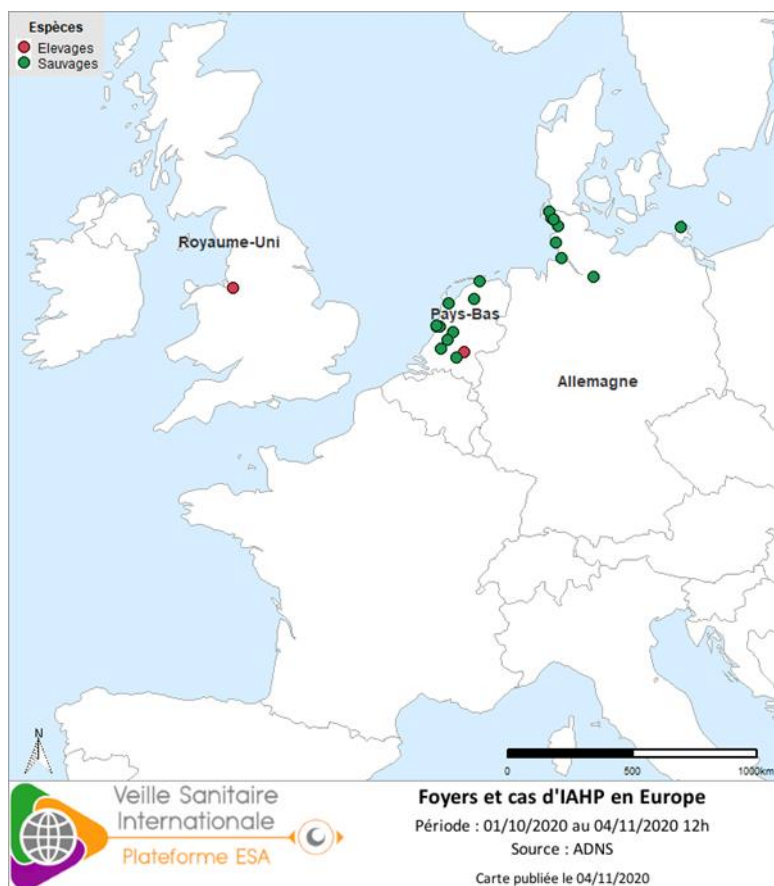 Espèces
Elevages
Sauvages
Royaume-Uni
Pays-Bas
Allemagne
N
0 500 1000km
Veille Sanitaire
Internationale
Plateforme ESA
Foyers et cas d'IAHP en Europe
Période : 01/10/2020 au 04/11/2020 12h
Source : ADNS
Carte publiée le 04/11/2020